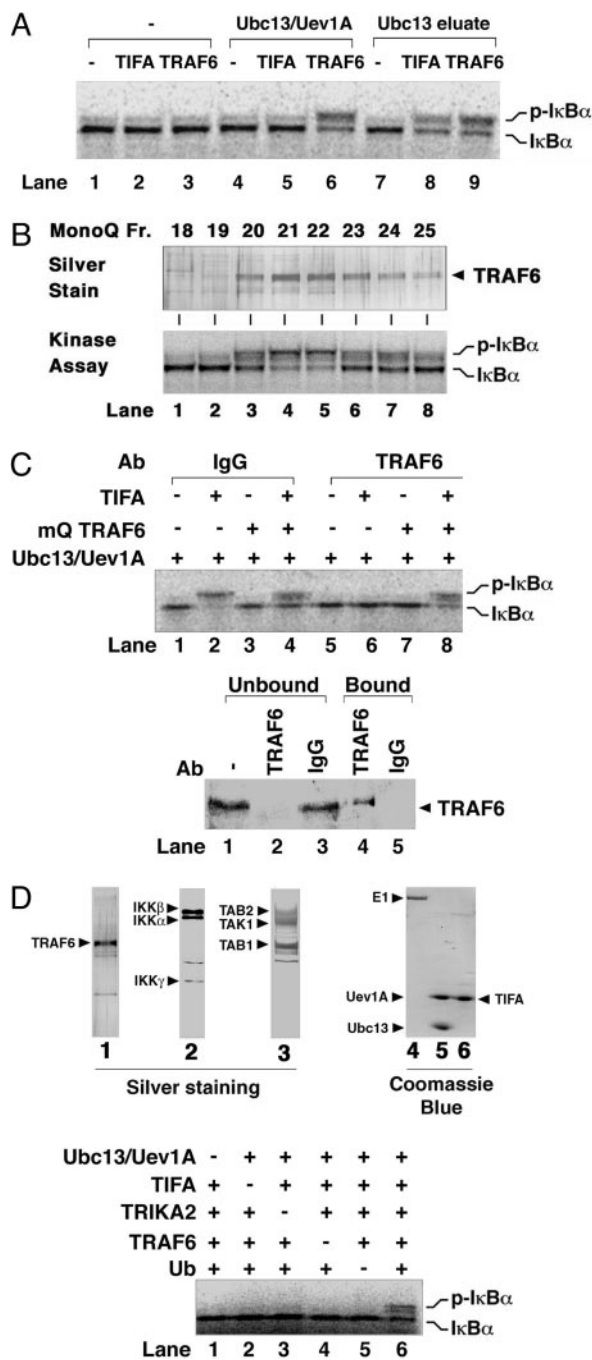 A
- Ubc13/Uev1A Ubc13 eluate
- TIFA TRAF6 - TIFA TRAF6 - TIFA TRAF6
p-IκBα
IκBα
Lane 1 2 3 4 5 6 7 8 9
B
MonoQ Fr. 18 19 20 21 22 23 24 25
Silver
Stain
TRAF6
Kinase
Assay
p-IκBα
IκBα
Lane 1 2 3 4 5 6 7 8
C
Ab IgG TRAF6
TIFA - + - + - + - +
mQ TRAF6 - - + + - - + +
Ubc13/Uev1A + + + + + + + +
p-IκBα
IκBα
Lane 1 2 3 4 5 6 7 8
Unbound Bound
Ab - TRAF6 IgG TRAF6 IgG
TRAF6
Lane 1 2 3 4 5
D
TRAF6
IKKβ
IKKα
IKKγ
TAB2
TAK1
TAB1
E1
Uev1A
Ubc13
TIFA
1 2 3 4 5 6
Silver staining
Coomassie
Blue
Ubc13/Uev1A - + + + + +
TIFA + - + + + +
TRIKA2 + + - + + +
TRAF6 + + + - + +
Ub + + + + - +
p-IκBα
IκBα
Lane 1 2 3 4 5 6